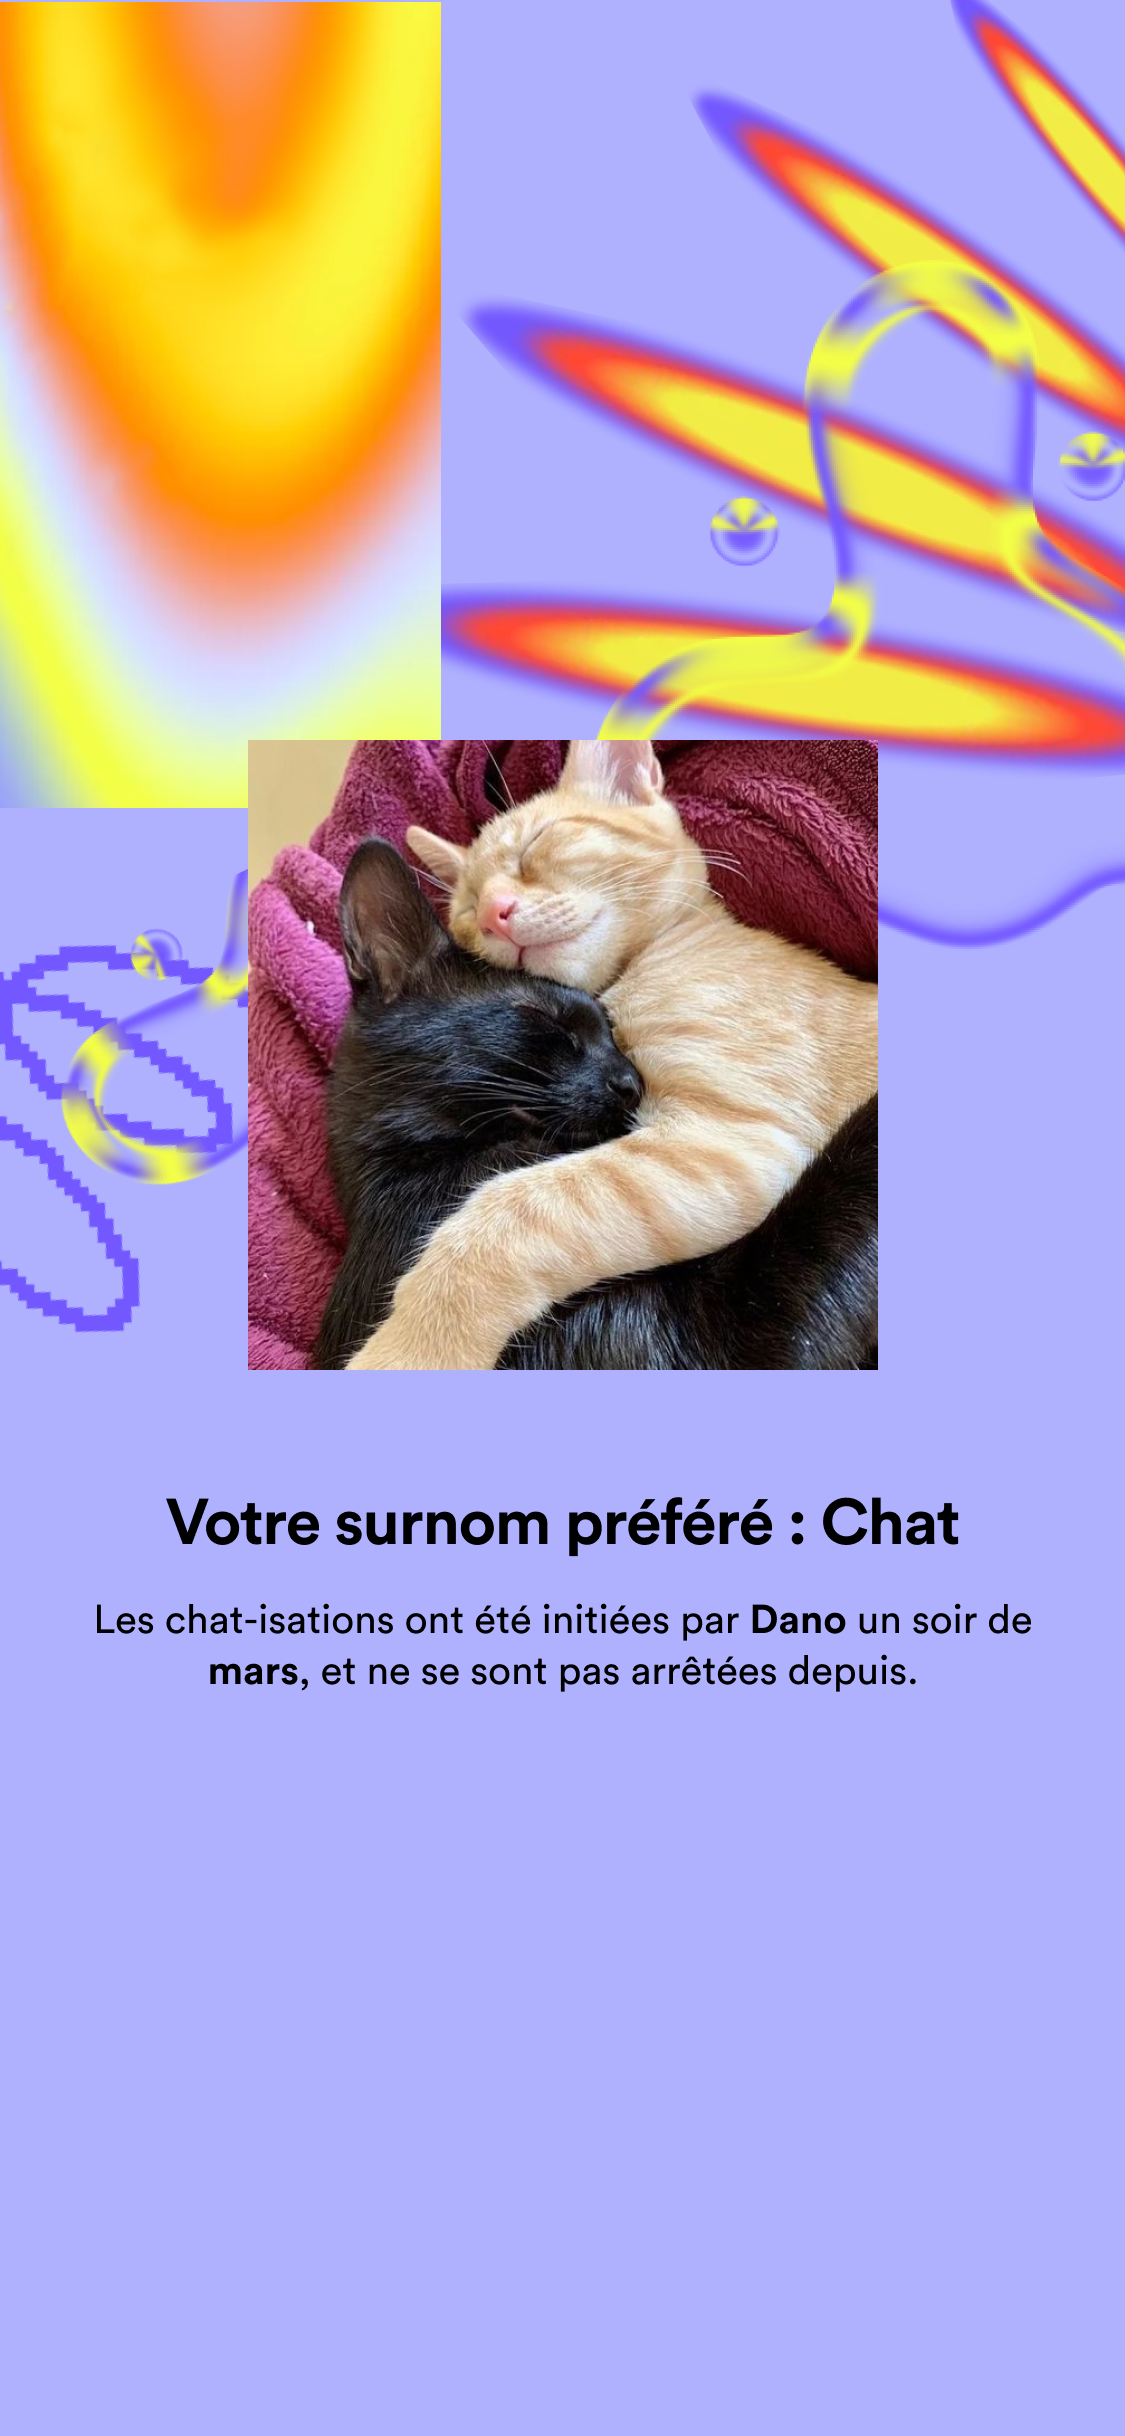 Votre surnom préféré : Chat
Les chat-isations ont été initiées par Dano un soir de
mars, et ne se sont pas arrêtées depuis.